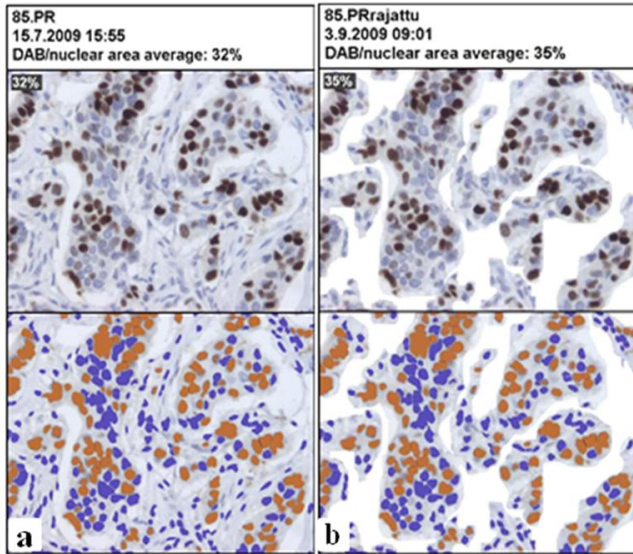 85.PR
15.7.2009 15:55
DAB/nuclear area average: 32%
32%
a
85.PRrajattu
3.9.2009 09:01
DAB/nuclear area average: 35%
35%
b